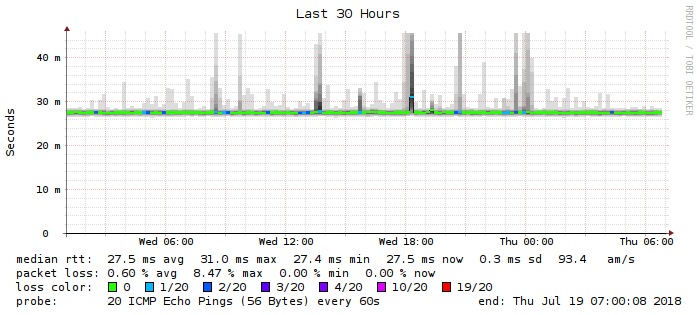 Last 30 Hours
RRDTOOL / TOBI OETIKER
Seconds
40 m
30 m
20 m
10 m
0
Wed 06:00 Wed 12:00 Wed 18:00 Thu 00:00 Thu 06:00
median rtt: 27.5 ms avg 31.0 ms max 27.4 ms min 27.5 ms now 0.3 ms sd 93.4 am/s
packet loss: 0.60 % avg 8.47 % max 0.00 % min 0.00 % now
loss color: 0 1/20 2/20 3/20 4/20 10/20 19/20
probe: 20 ICMP Echo Pings (56 Bytes) every 60s end: Thu Jul 19 07:00:08 2018